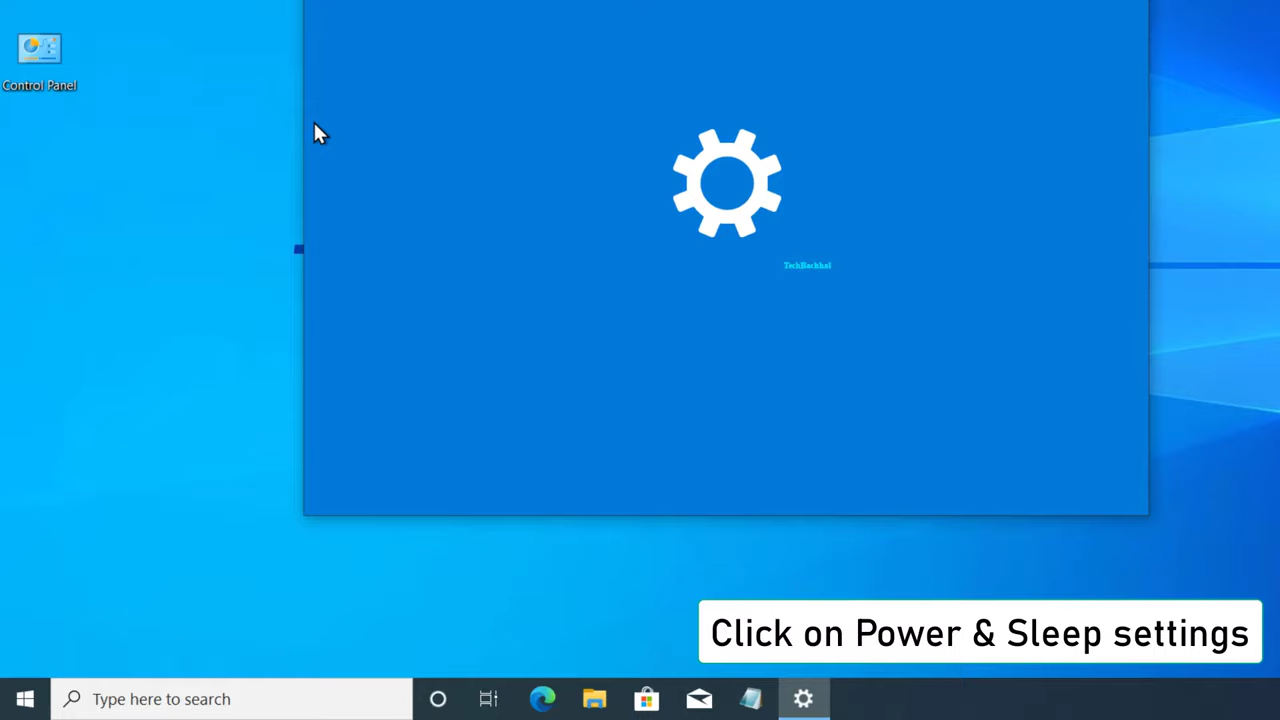 Control Panel
TechBachhal
Click on Power & Sleep settings
Type here to search